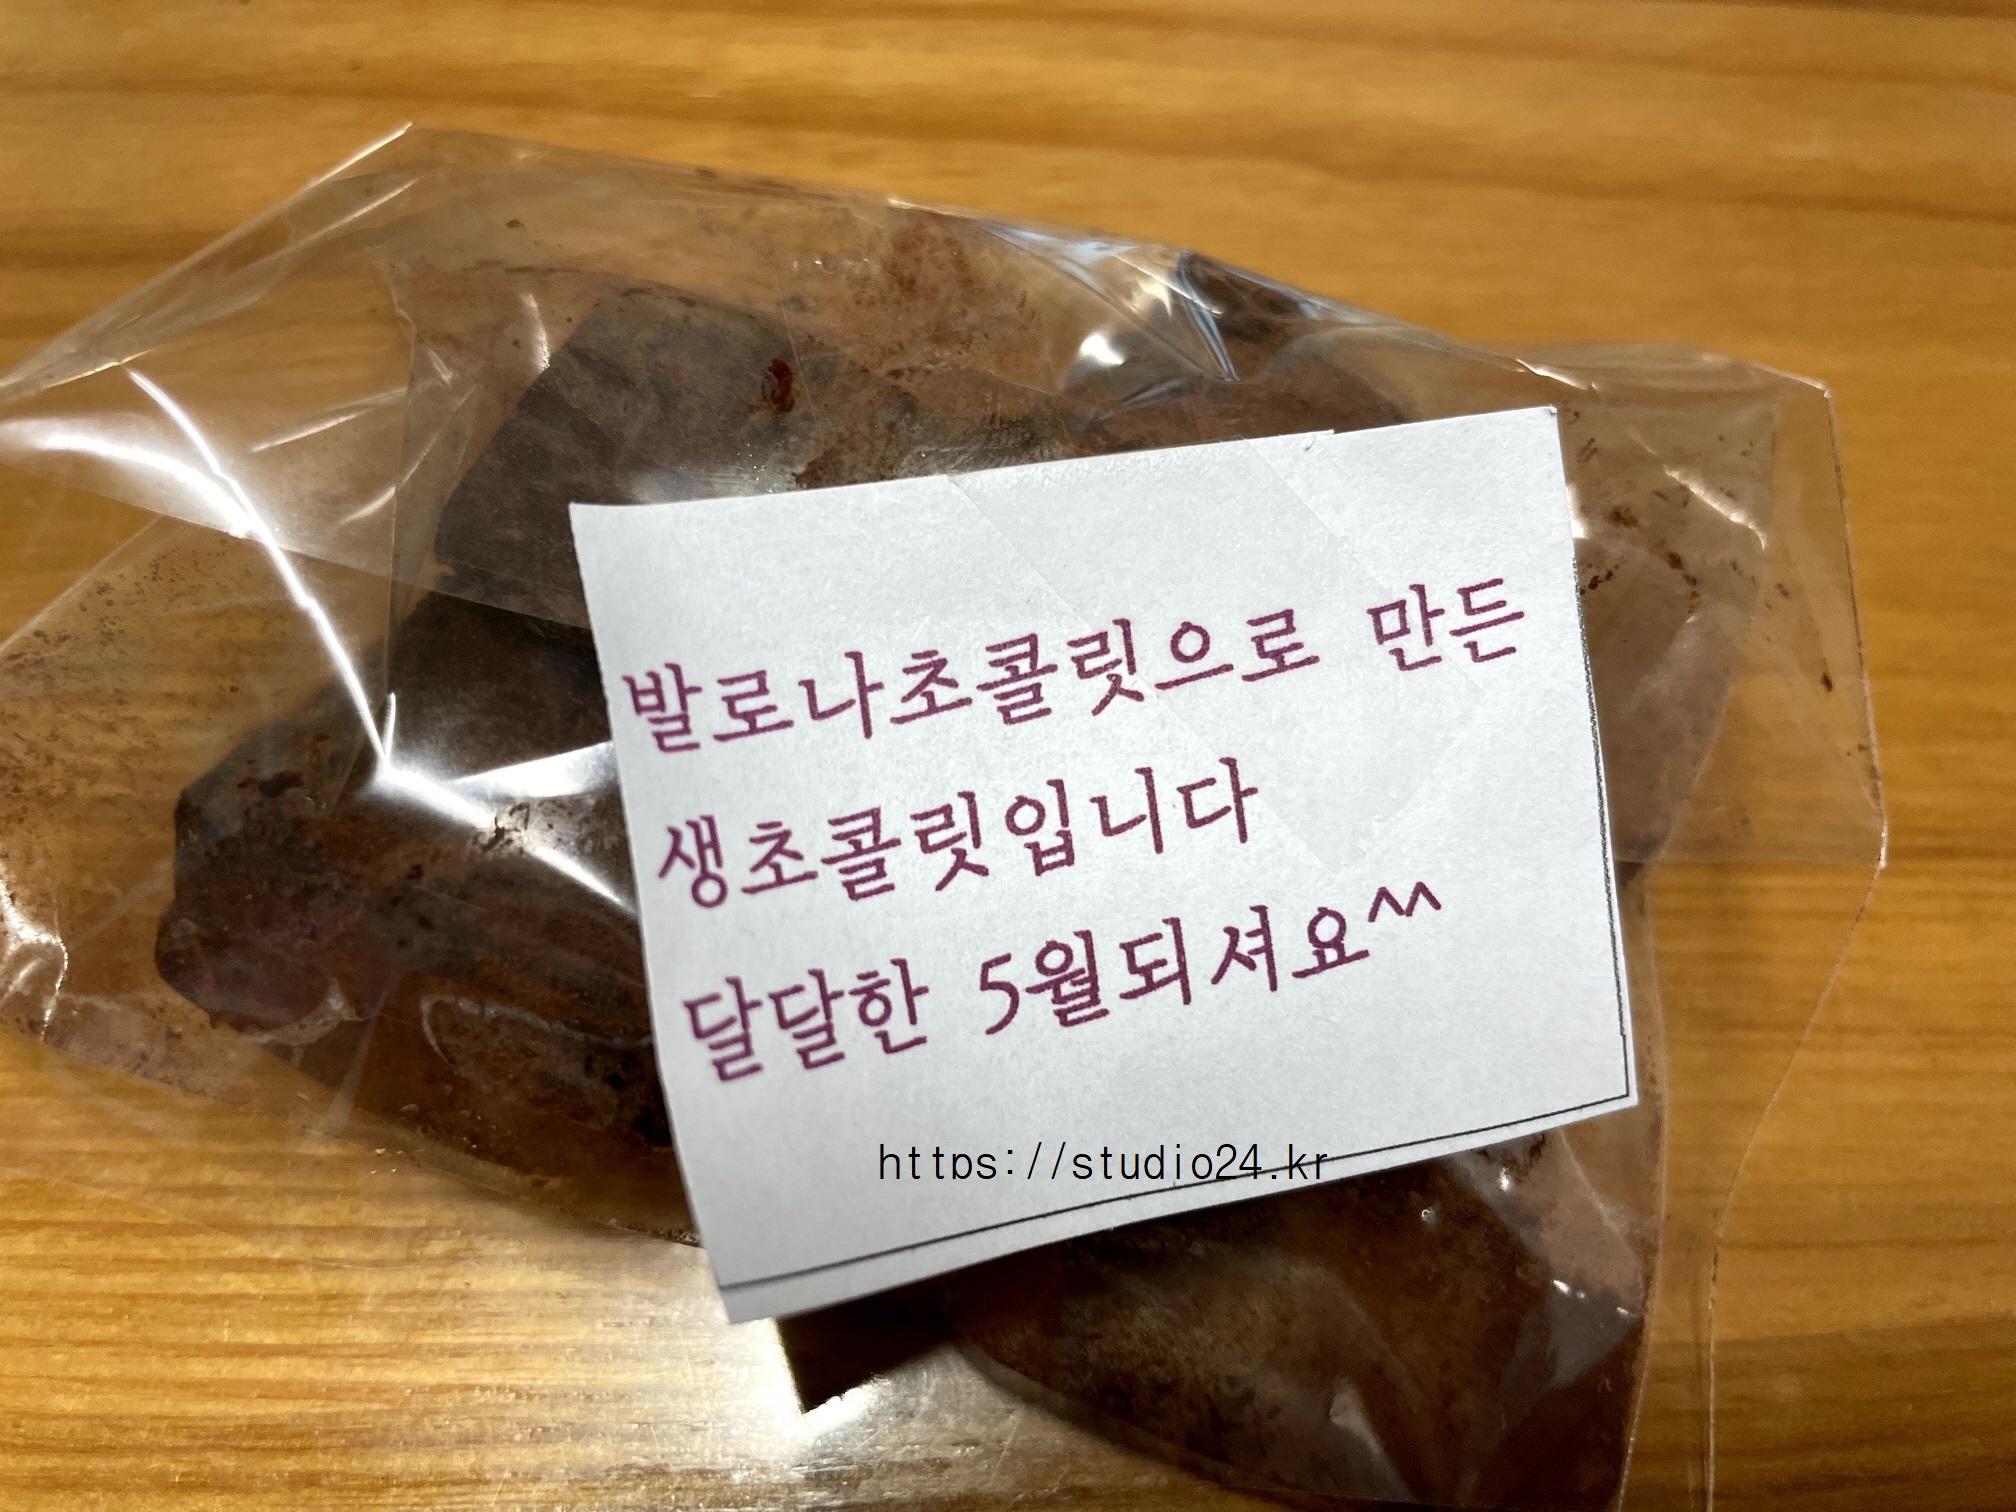 발로나초콜릿으로 만든
생초콜릿입니다
달달한 5월되셔요^^
https://studio24.kr